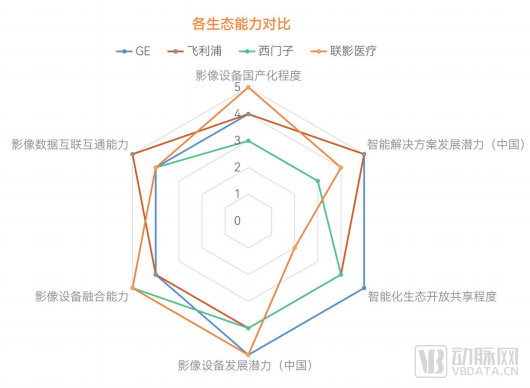 各生态能力对比
GE 飞利浦 西门子 联影医疗
影像设备国产化程度
5
4
影像数据互联互通能力 3 智能解决方案发展潜力（中国）
2
1
0
影像设备融合能力 智能化生态开放共享程度
影像设备发展潜力（中国）
VB 动脉网
VBDATA.CN